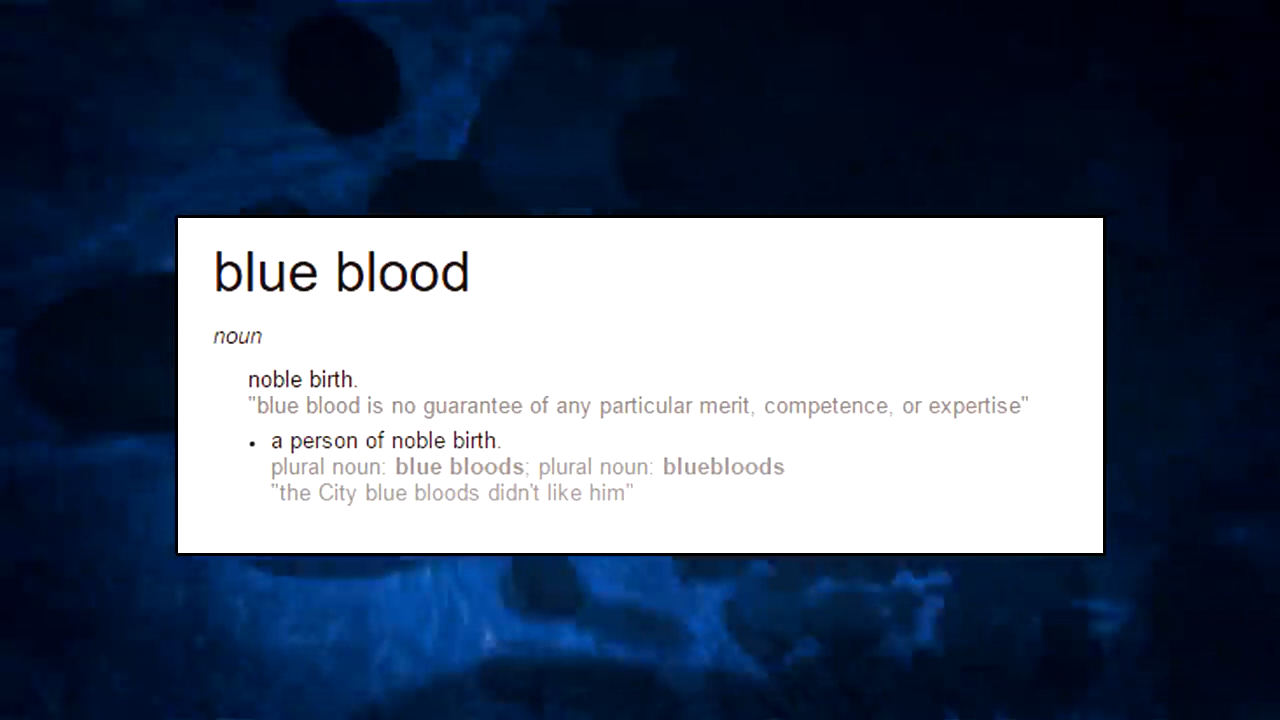 blue blood
noun
noble birth.
"blue blood is no guarantee of any particular merit, competence, or expertise"
• a person of noble birth.
plural noun: blue bloods; plural noun: bluebloods
"the City blue bloods didn't like him"